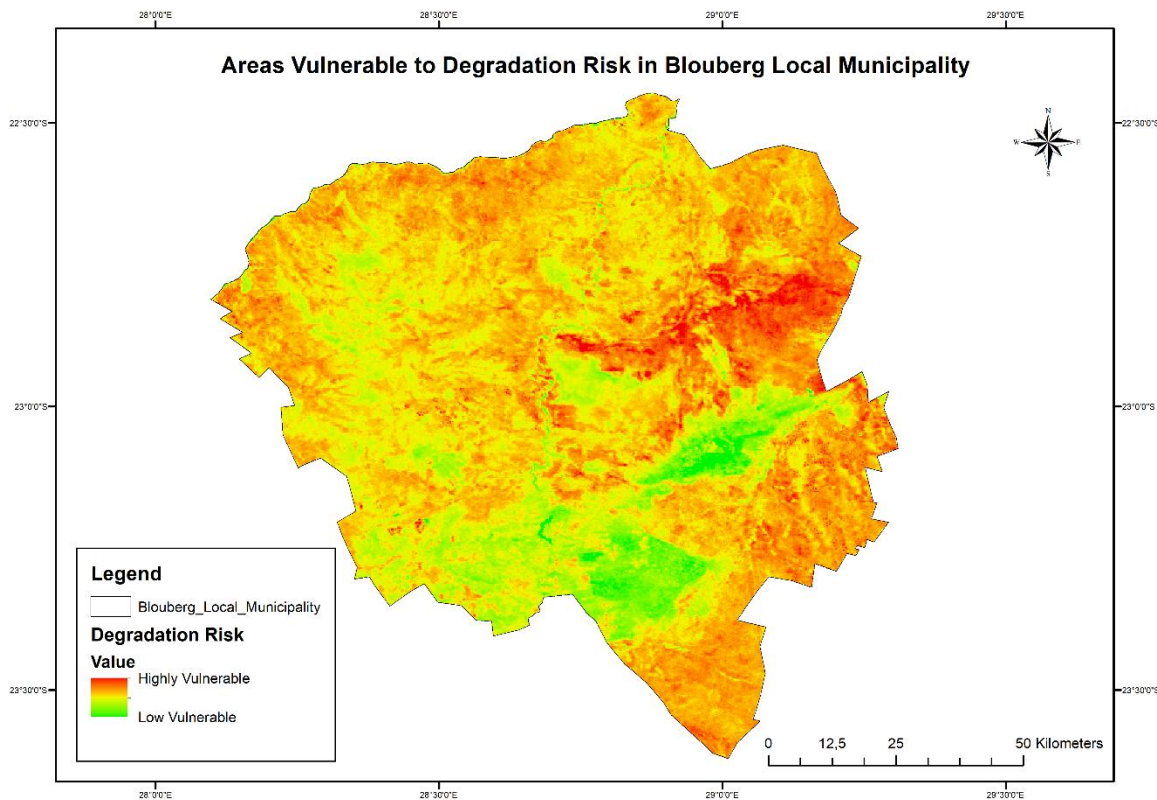 28°0'0"E 28°30'0"E 29°0'0"E 29°30'0"E
Areas Vulnerable to Degradation Risk in Blouberg Local Municipality
N
W E
S
22°30'0"S 22°30'0"S
23°0'0"S 23°0'0"S
23°30'0"S 23°30'0"S
Legend
Blouberg_Local_Municipality
Degradation Risk
Value
Highly Vulnerable
Low Vulnerable
0 12,5 25 50 Kilometers
28°0'0"E 28°30'0"E 29°0'0"E 29°30'0"E